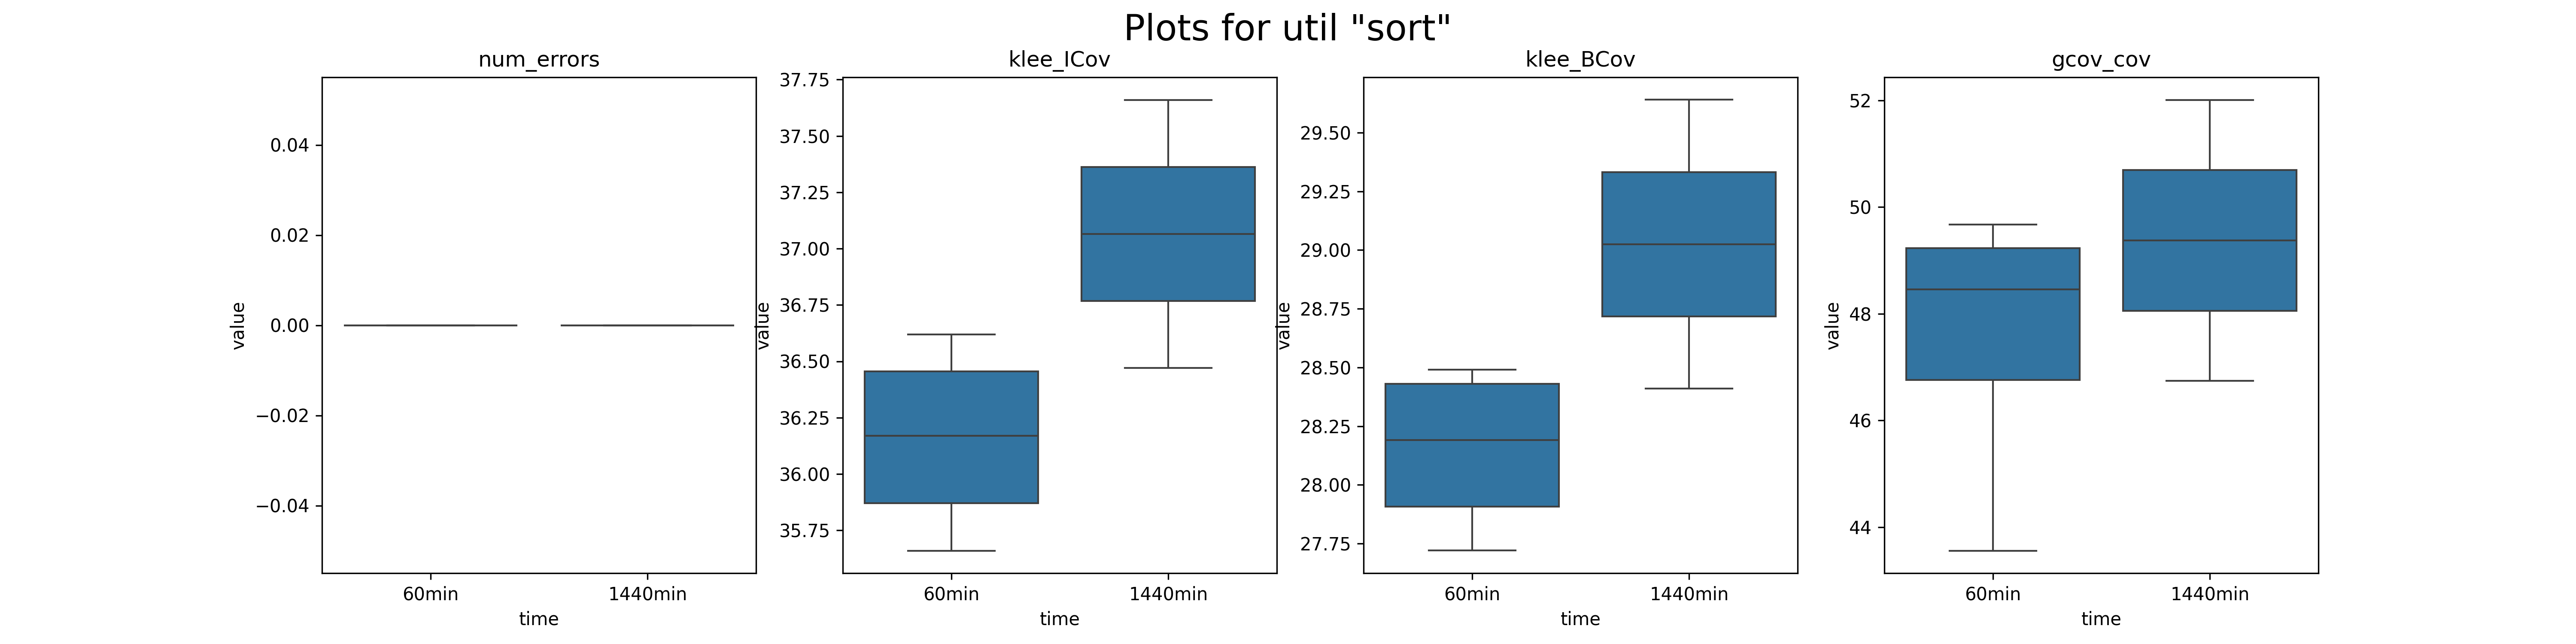 Plots for util "sort"
num_errors
0.04
0.02
0.00
−0.02
−0.04
value
60min
1440min
time
klee_ICov
37.75
37.50
37.25
37.00
36.75
36.50
36.25
36.00
35.75
value
60min
1440min
time
klee_BCov
29.50
29.25
29.00
28.75
28.50
28.25
28.00
27.75
value
60min
1440min
time
gcov_cov
52
50
48
46
44
value
60min
1440min
time